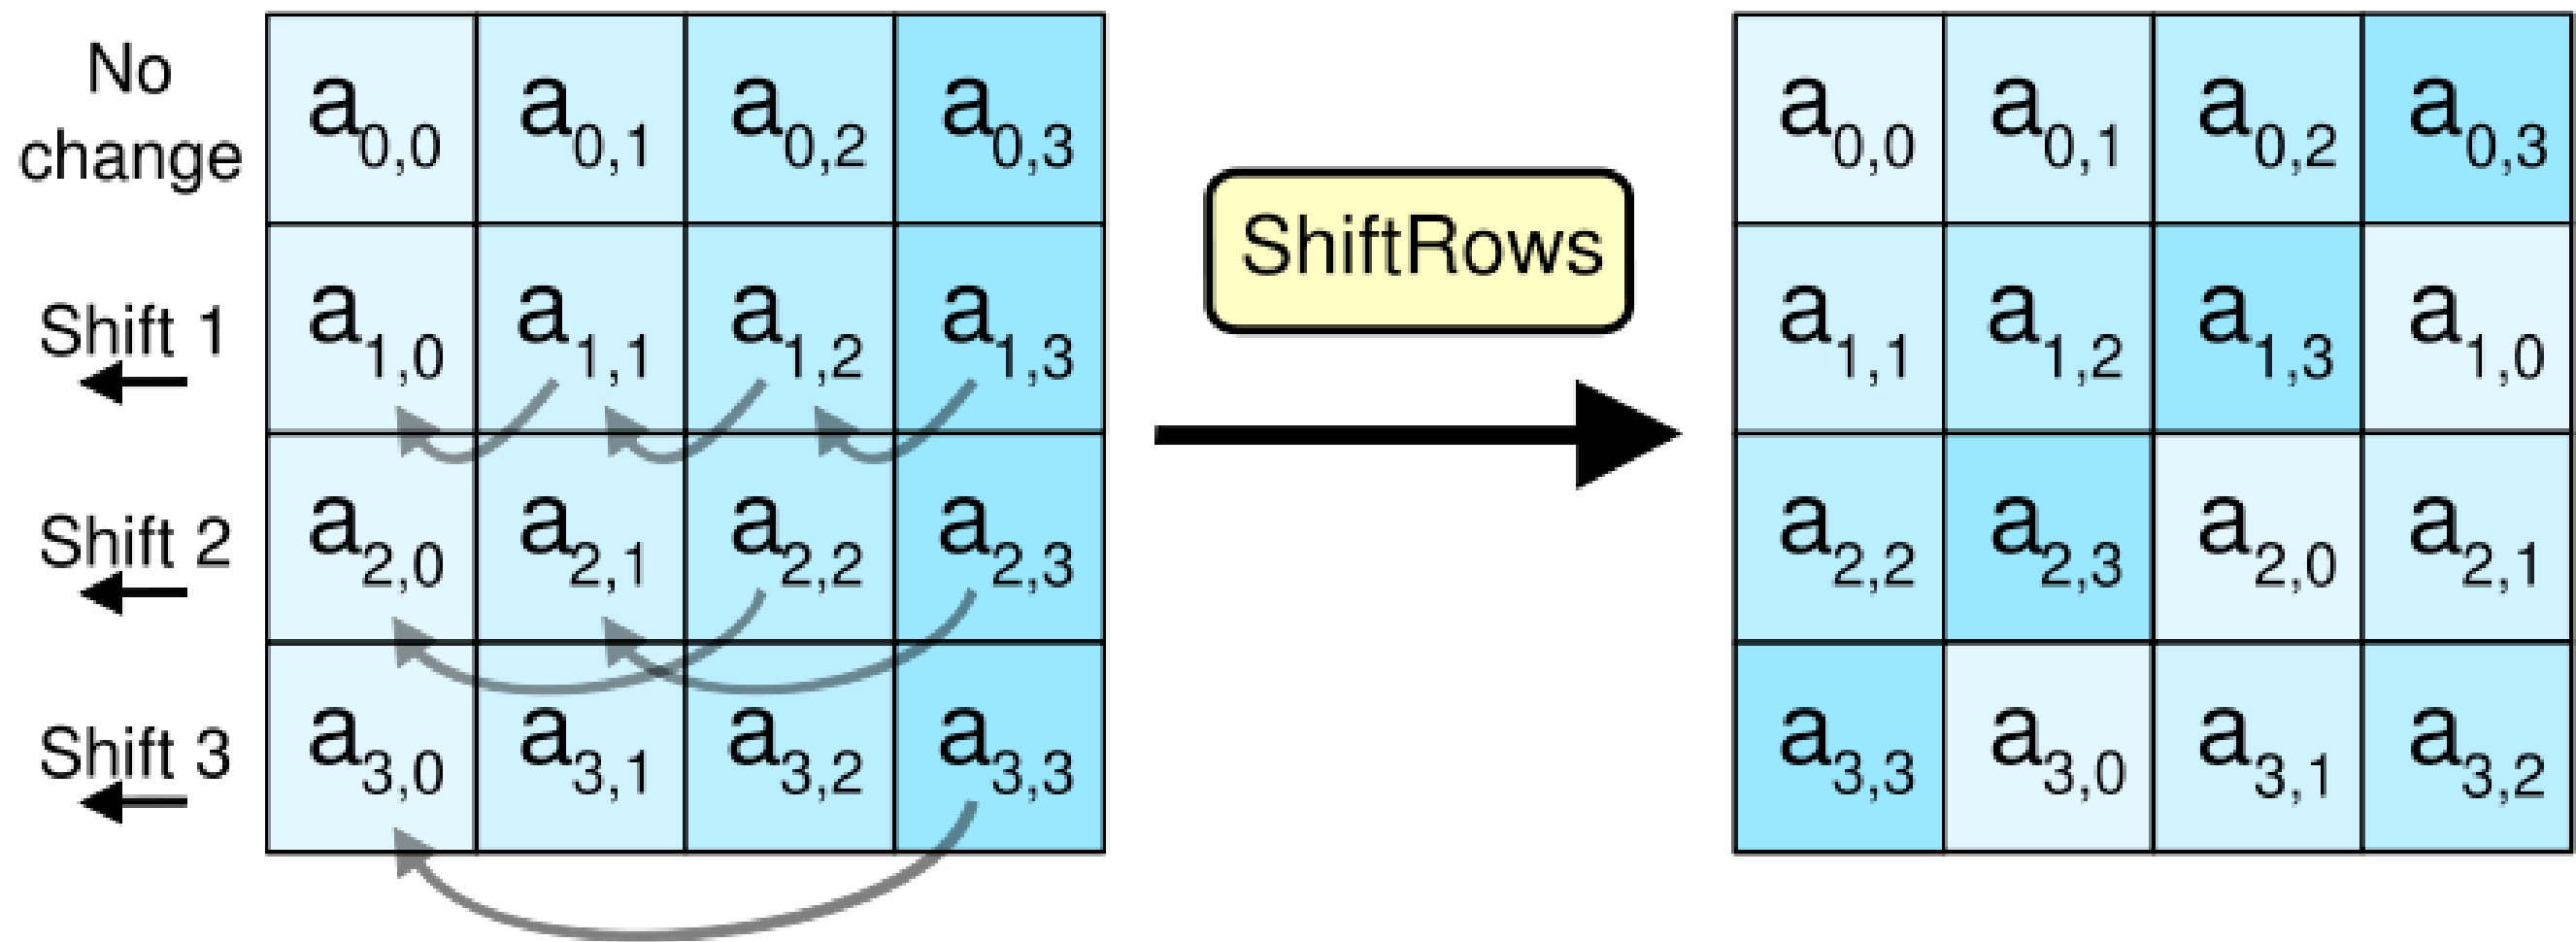 No
change
a0,0 a0,1 a0,2 a0,3
Shift 1
a1,0 a1,1 a1,2 a1,3
Shift 2
a2,0 a2,1 a2,2 a2,3
Shift 3
a3,0 a3,1 a3,2 a3,3
ShiftRows
a0,0 a0,1 a0,2 a0,3
a1,1 a1,2 a1,3 a1,0
a2,2 a2,3 a2,0 a2,1
a3,3 a3,0 a3,1 a3,2